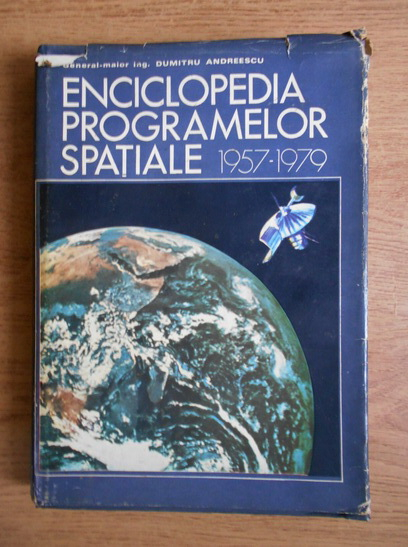 General-maior ing. DUMITRU ANDREESCU
ENCICLOPEDIA
PROGRAMELOR
SPAȚIALE 1957-1979